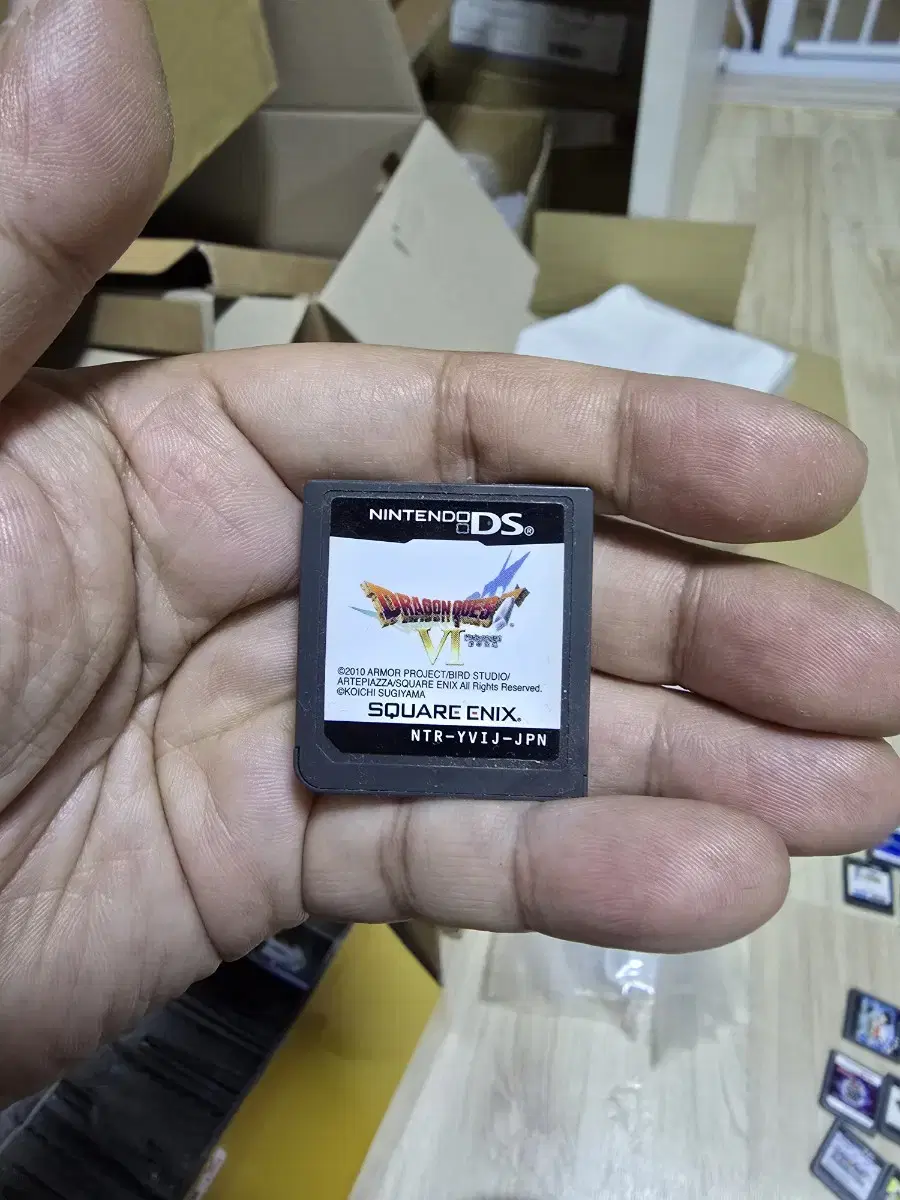 NINTENDO DS®
DRAGON QUEST
VI
©2010 ARMOR PROJECT/BIRD STUDIO/
ARTEPIAZZA/SQUARE ENIX All Rights Reserved.
©KOICHI SUGIYAMA
SQUARE ENIX®
NTR-YVIJ-JPN